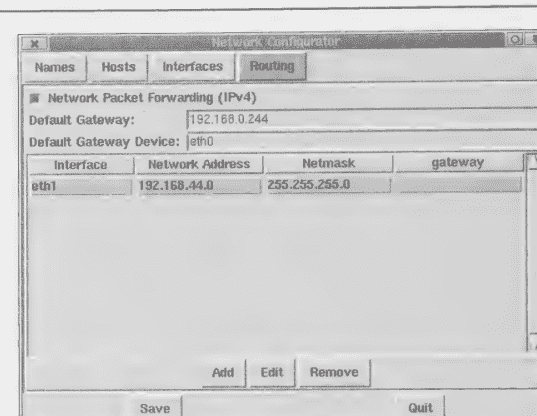 Network Configurator
Names Hosts Interfaces Routing
Network Packet Forwarding (IPv4)
Default Gateway: 192.168.0.244
Default Gateway Device: eth0
Interface Network Address Netmask gateway
eth1 192.168.44.0 255.255.255.0
Add Edit Remove
Save Quit